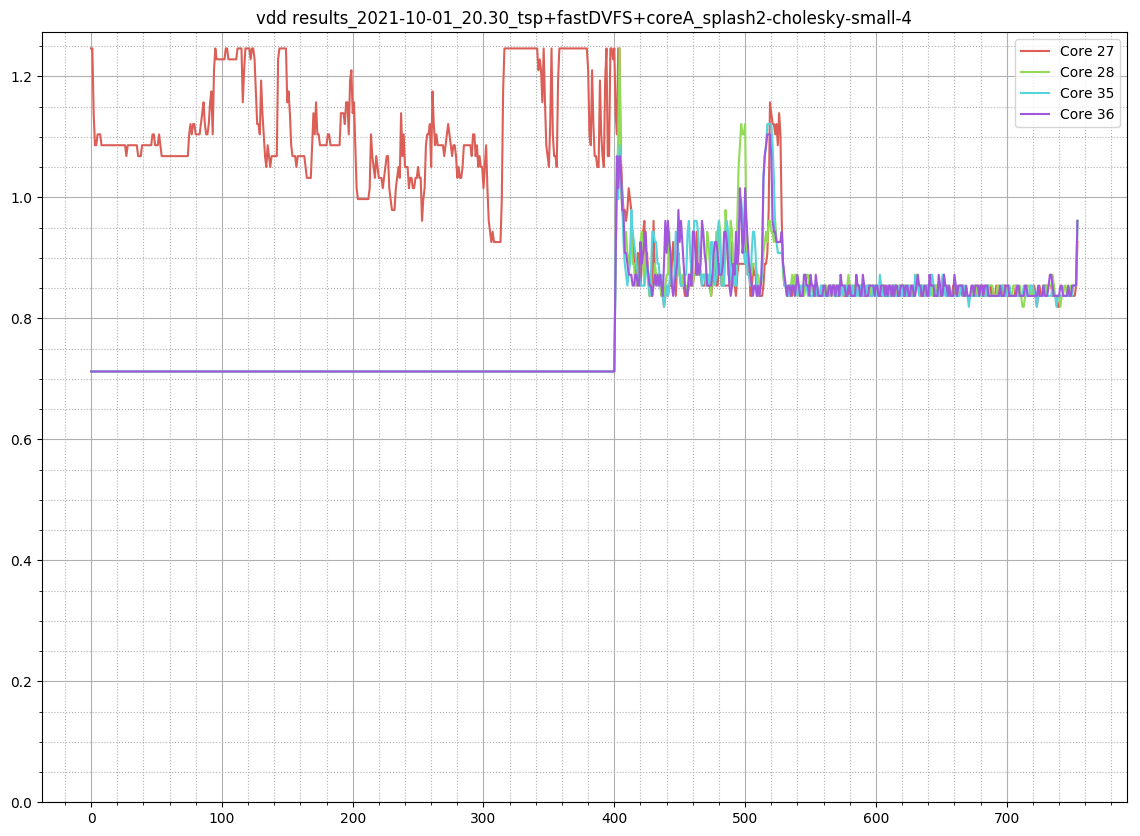 vdd results_2021-10-01_20.30_tsp+fastDVFS+coreA_splash2-cholesky-small-4
Core 27
Core 28
Core 35
Core 36
1.2
1.0
0.8
0.6
0.4
0.2
0.0
0 100 200 300 400 500 600 700